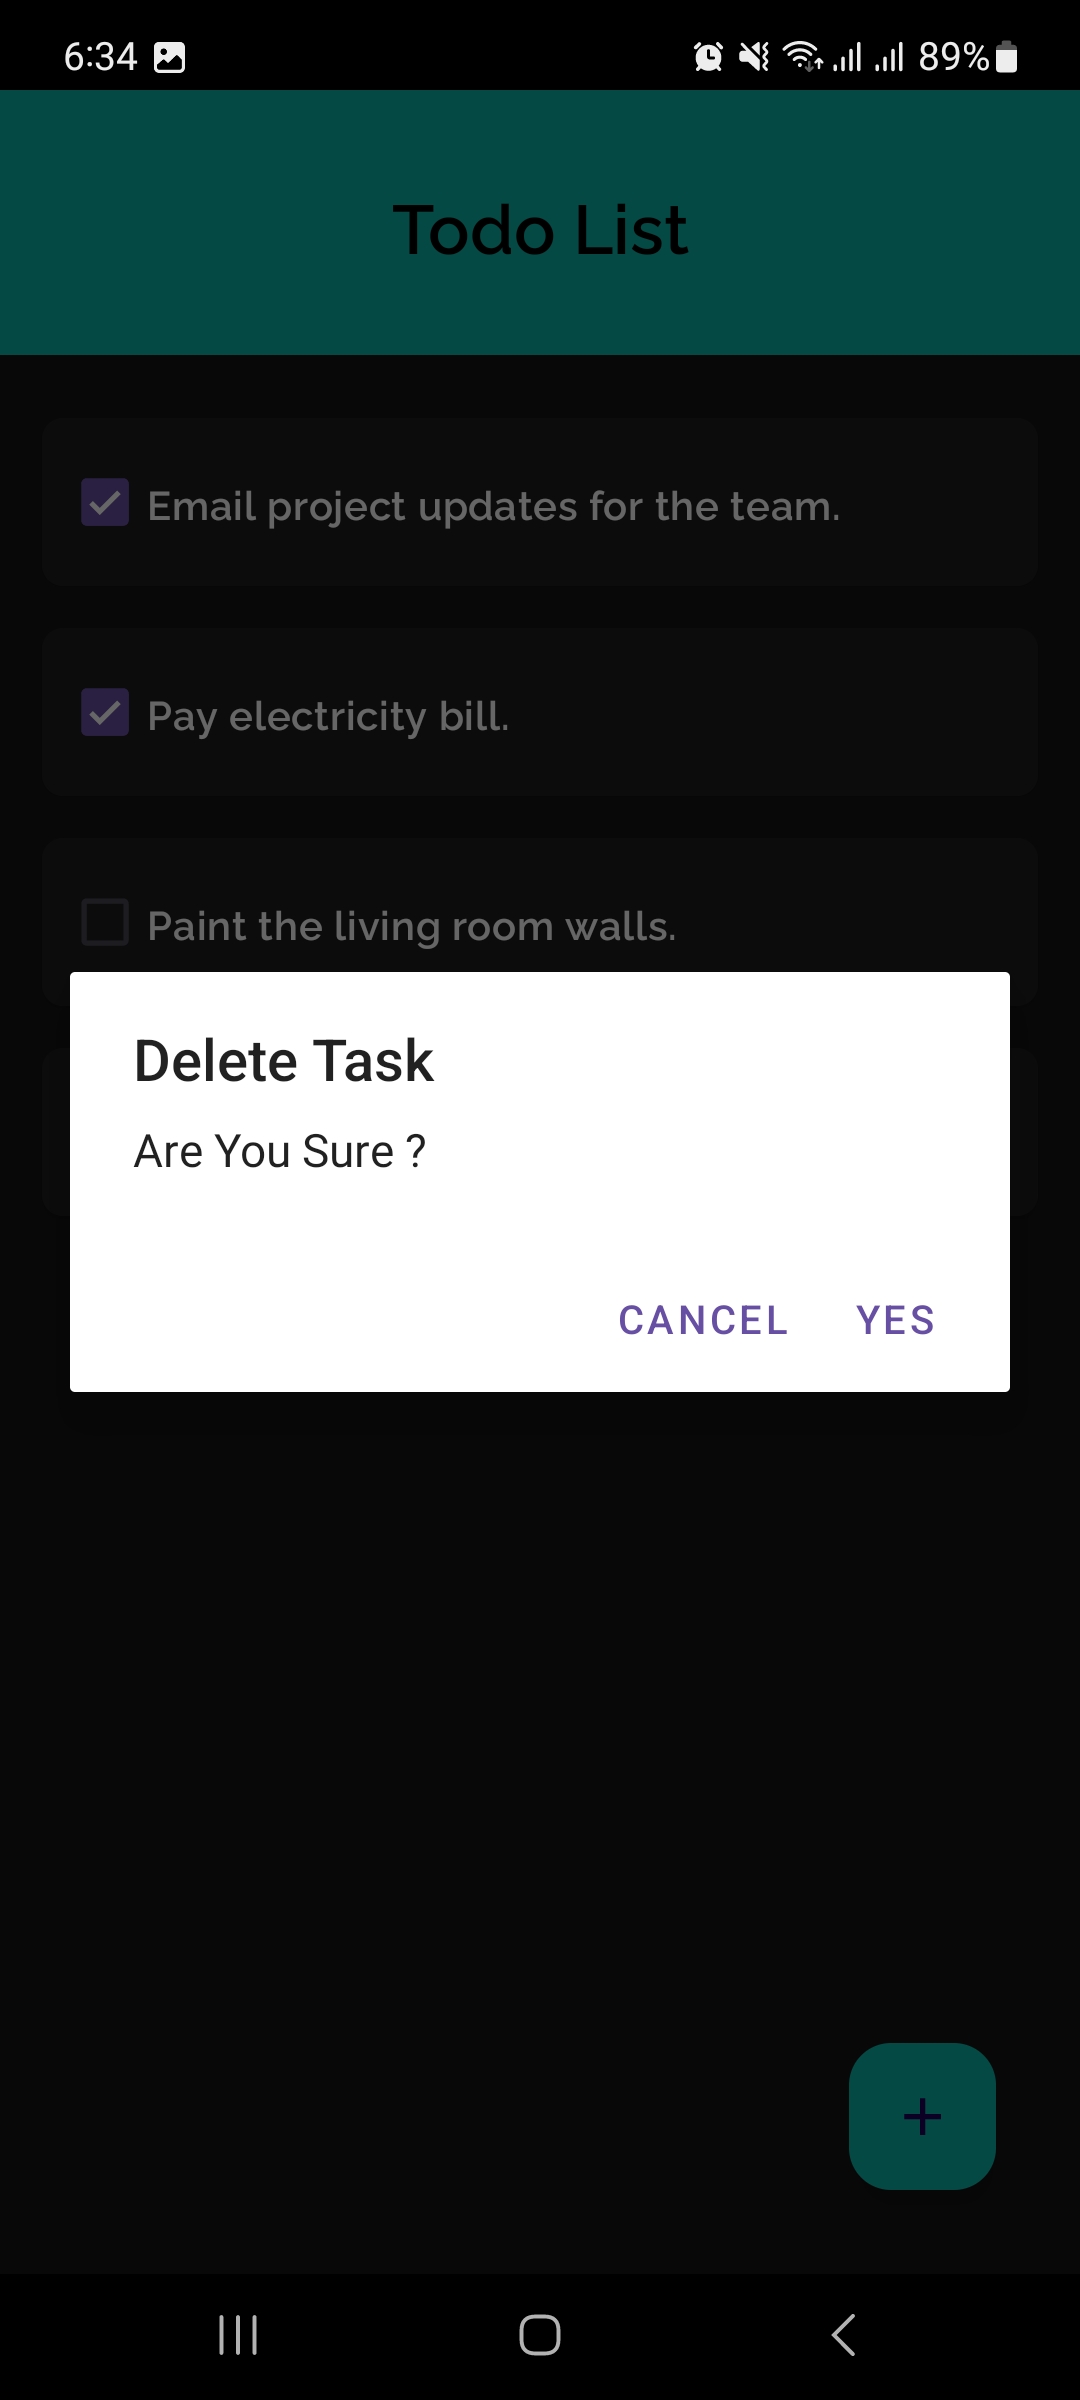 6:34 89%
Todo List
Email project updates for the team.
Pay electricity bill.
Paint the living room walls.
Delete Task
Are You Sure ?
CANCEL YES